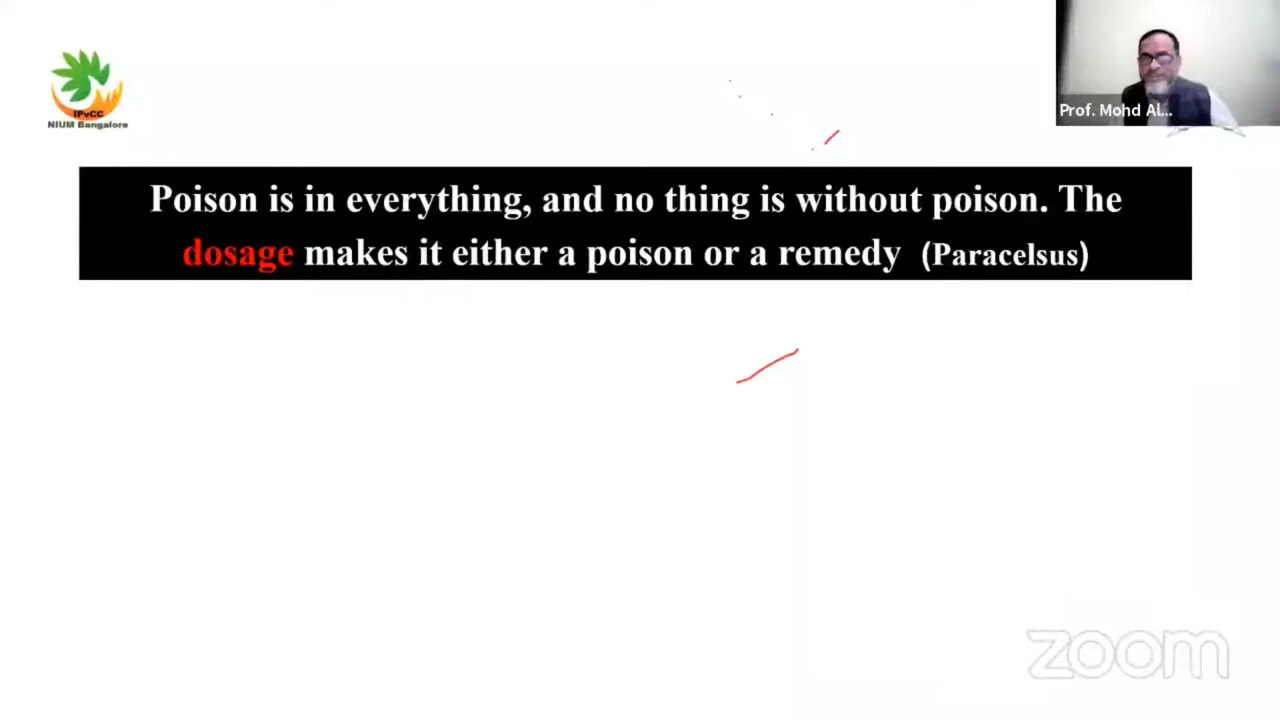 IPvCC
NIUM Bangalore
Prof. Mohd Al...
Poison is in everything, and no thing is without poison. The
dosage makes it either a poison or a remedy (Paracelsus)
zoom